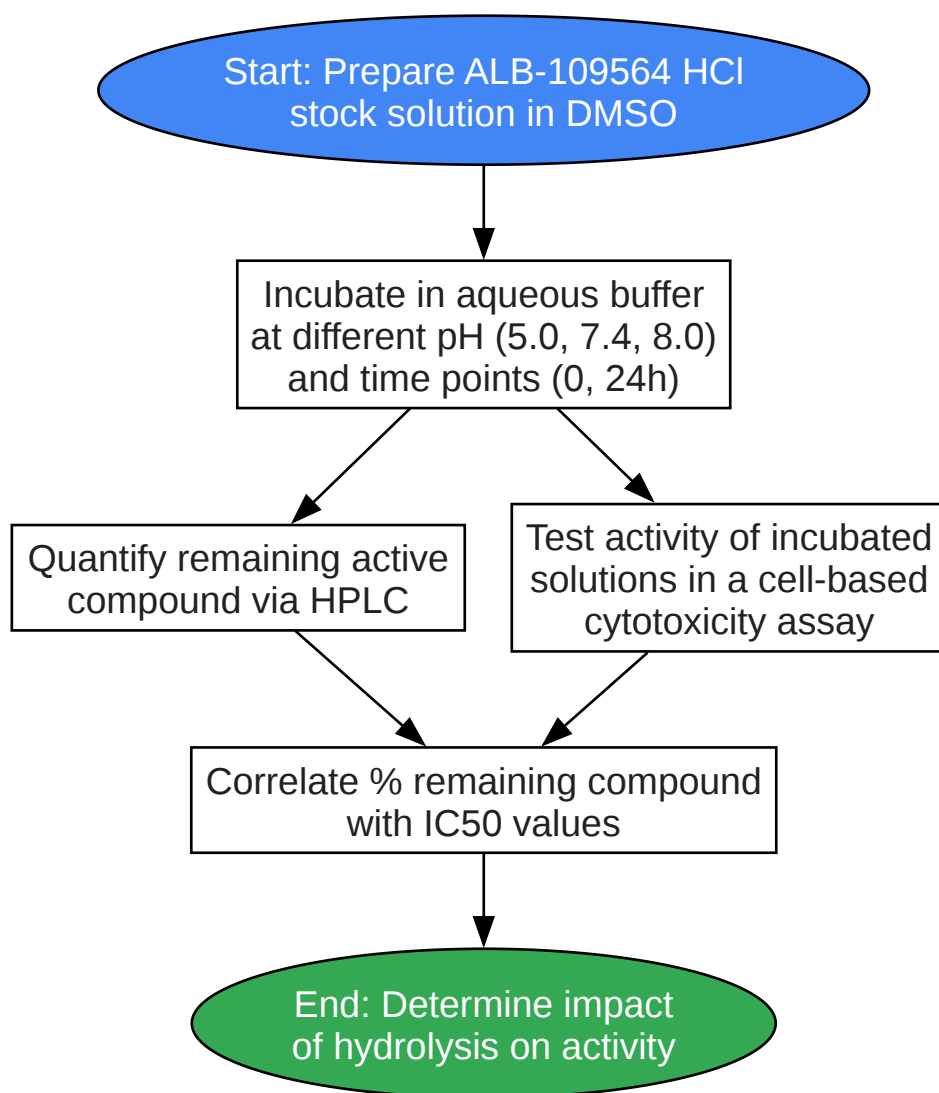 Start: Prepare ALB-109564 HCl
stock solution in DMSO
Incubate in aqueous buffer
at different pH (5.0, 7.4, 8.0)
and time points (0, 24h)
Quantify remaining active
compound via HPLC
Test activity of incubated
solutions in a cell-based
cytotoxicity assay
Correlate % remaining compound
with IC50 values
End: Determine impact
of hydrolysis on activity